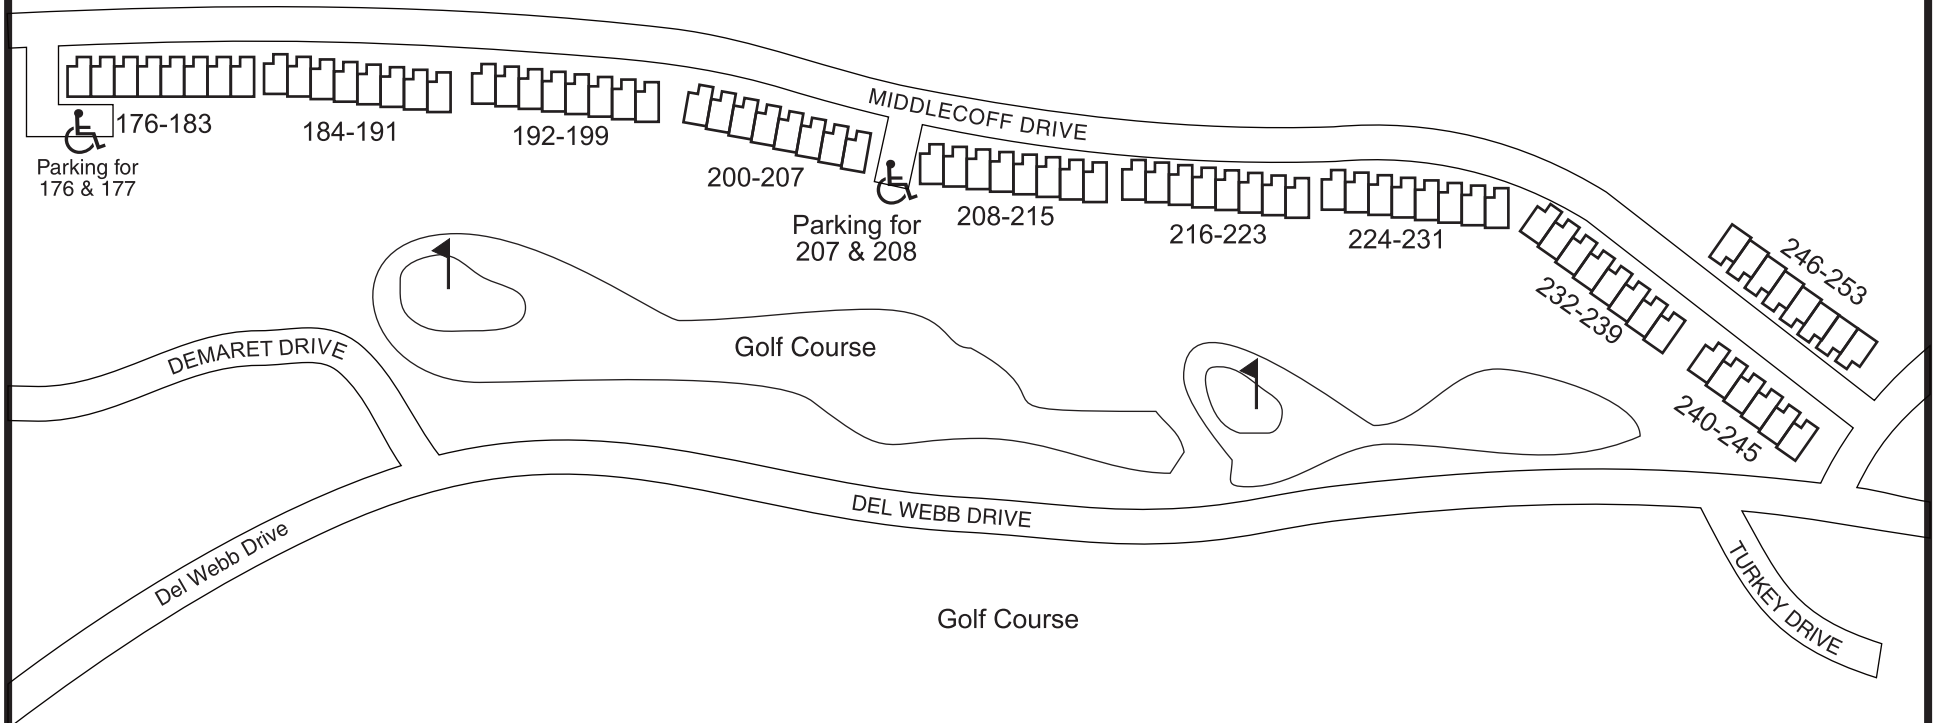 MIDDLECOFF DRIVE
176-183
184-191
192-199
200-207
208-215
216-223
224-231
232-239
246-253
240-245
Parking for
176 & 177
Parking for
207 & 208
Golf Course
DEMARET DRIVE
DEL WEBB DRIVE
Del Webb Drive
TURKEY DRIVE
Golf Course